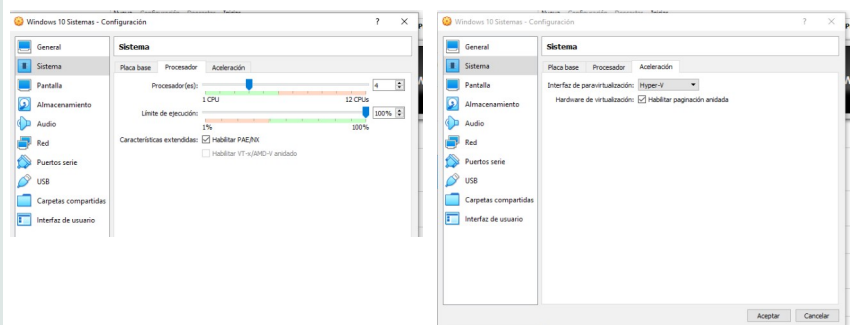 Windows 10 Sistemas - Configuración ? ×
General
Sistema
Pantalla
Almacenamiento
Audio
Red
Puertos serie
USB
Carpetas compartidas
Interfaz de usuario
Sistema
Placa base Procesador Aceleración
Procesador(es): 4
1 CPU 12 CPUs
Límite de ejecución: 100%
1% 100%
Características extendidas: Habilitar PAE/NX
Habilitar VT-x/AMD-V anidado
Windows 10 Sistemas - Configuración ? ×
General
Sistema
Pantalla
Almacenamiento
Audio
Red
Puertos serie
USB
Carpetas compartidas
Interfaz de usuario
Sistema
Placa base Procesador Aceleración
Interfaz de paravirtualización: Hyper-V
Hardware de virtualización: Habilitar paginación anidada
Aceptar Cancelar